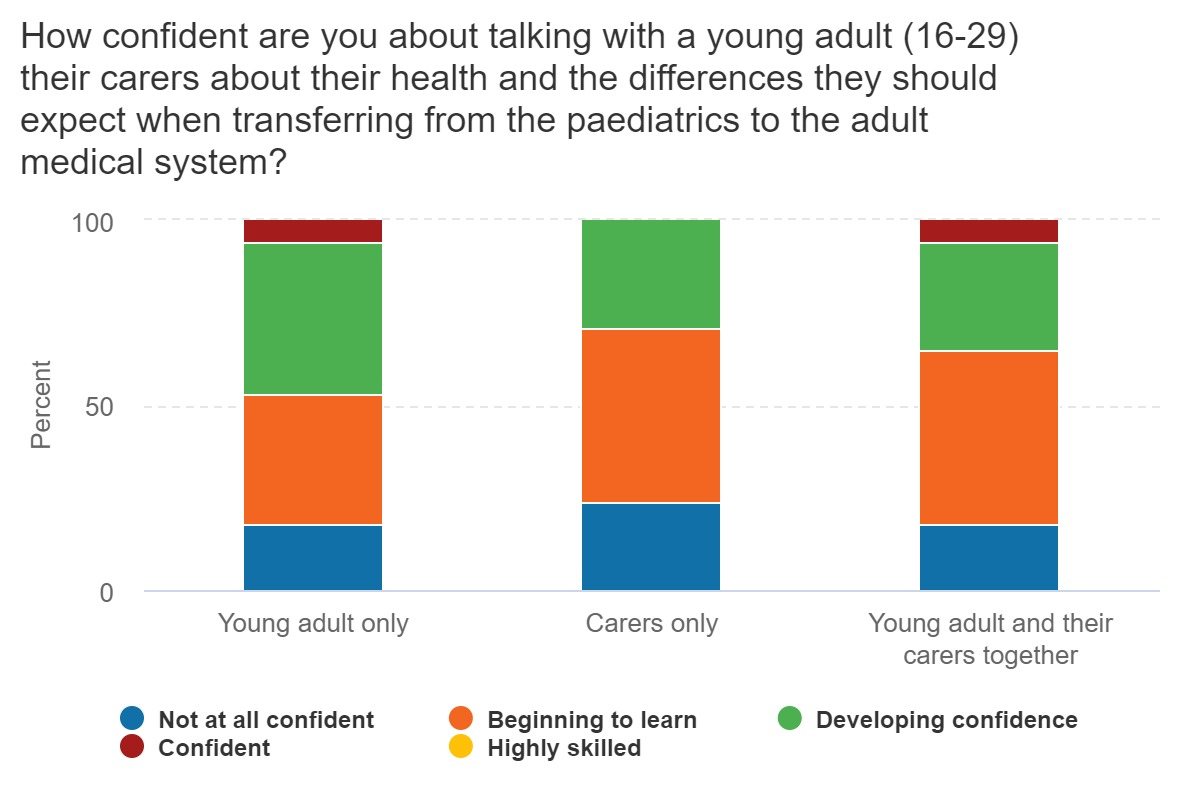 How confident are you about talking with a young adult (16-29)
their carers about their health and the differences they should
expect when transferring from the paediatrics to the adult
medical system?
100
50
0
Percent
Young adult only
Carers only
Young adult and their
carers together
Not at all confident
Beginning to learn
Developing confidence
Confident
Highly skilled